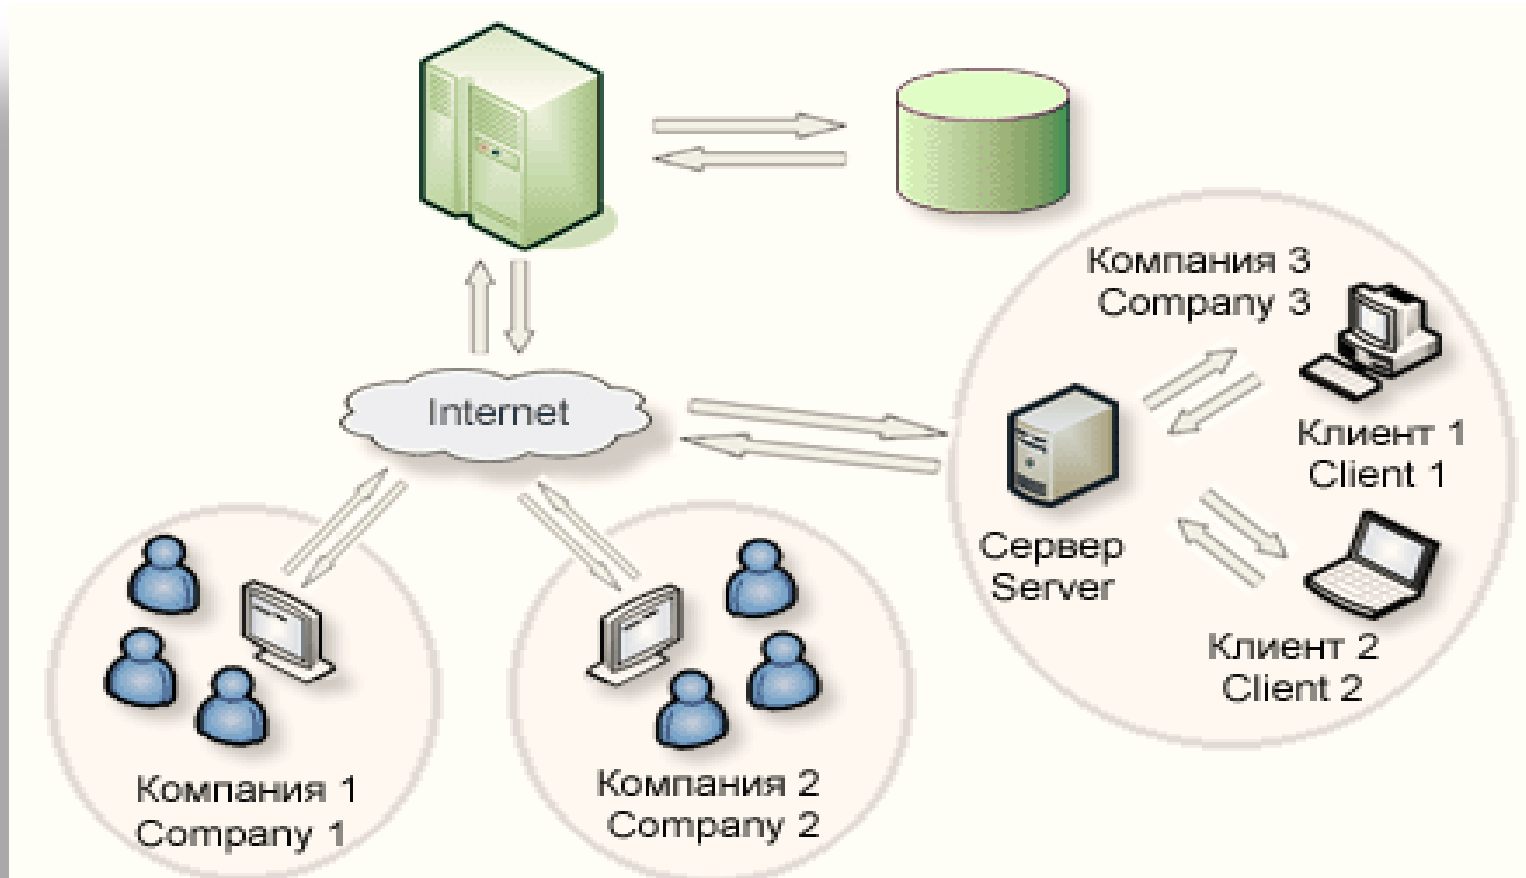 Компания 3
Company 3
Internet
Клиент 1
Client 1
Сервер
Server
Клиент 2
Client 2
Компания 1
Company 1
Компания 2
Company 2